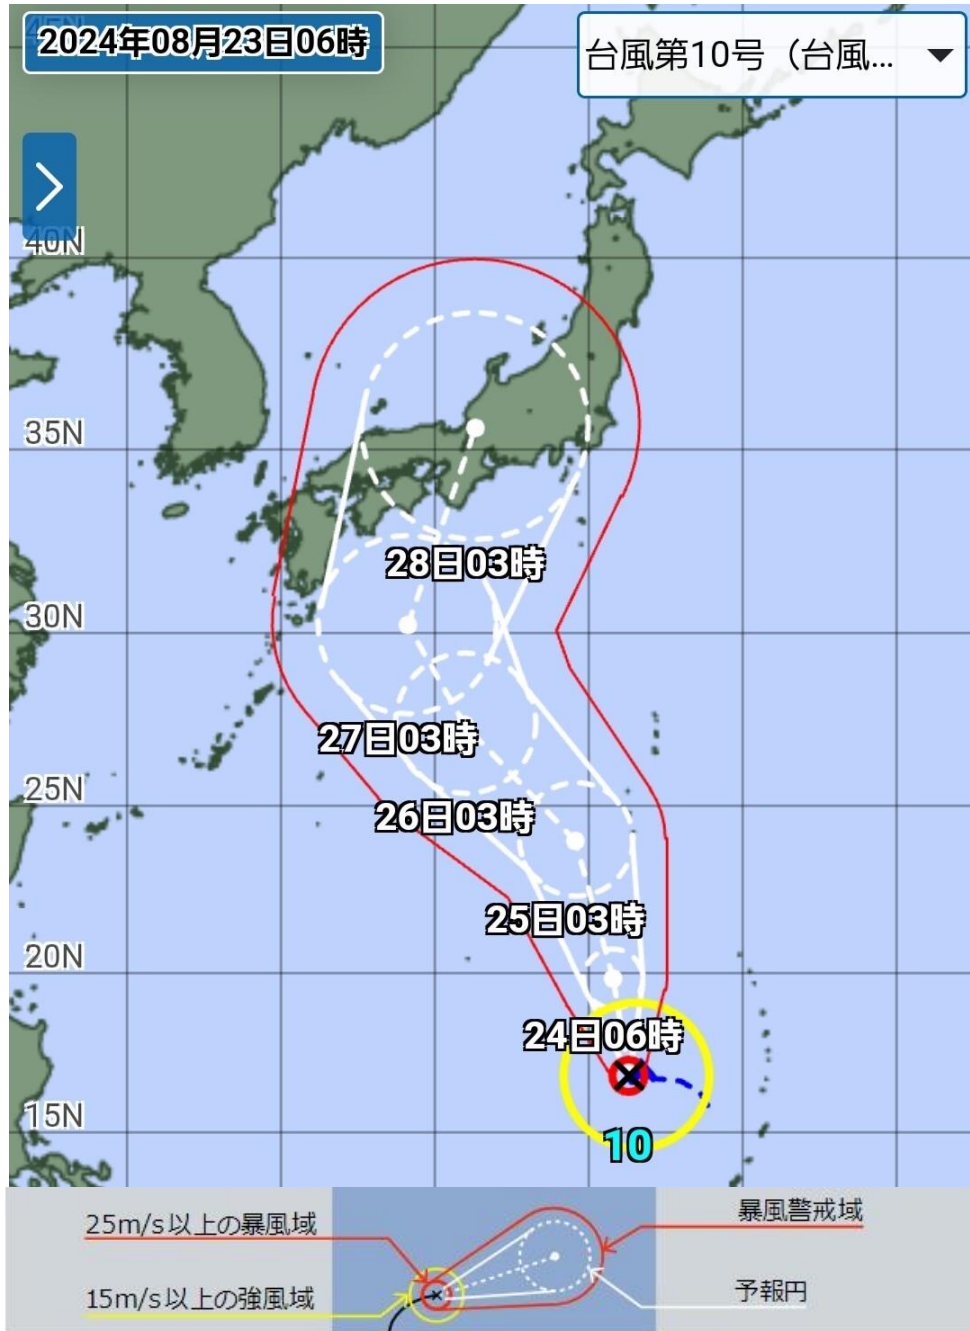 2024年08月23日06時
台風第10号（台風...
40N
35N
28日03時
30N
27日03時
25N
26日03時
25日03時
20N
24日06時
15N
10
25m/s以上の暴風域
暴風警戒域
15m/s以上の強風域
予報円